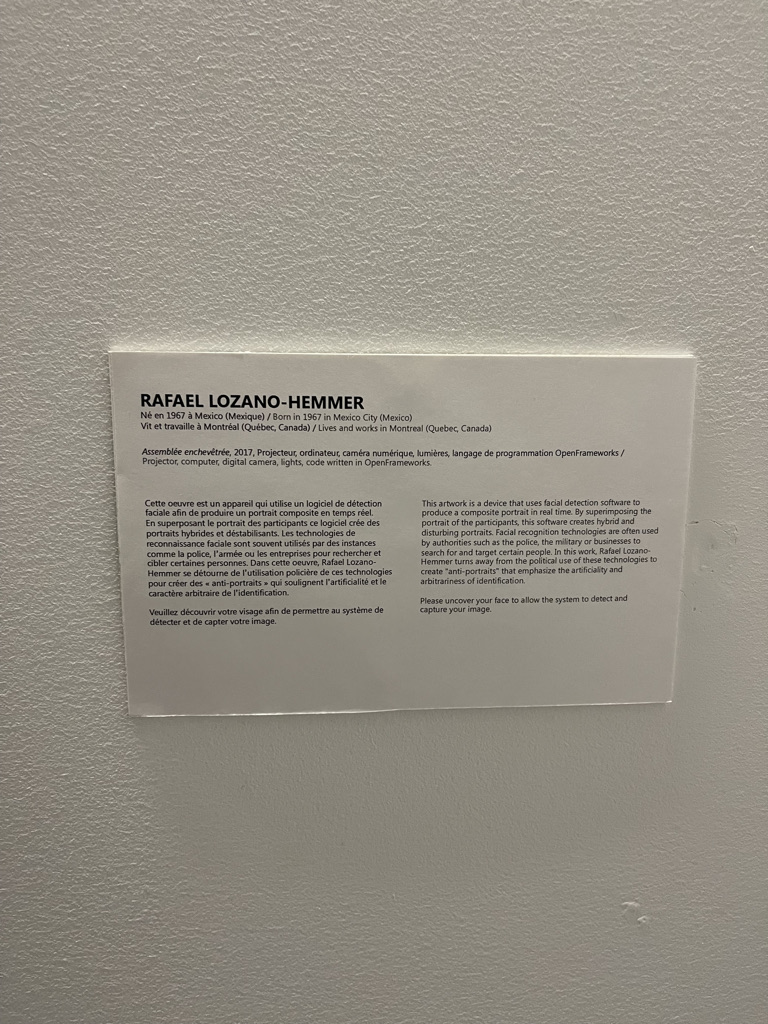 RAFAEL LOZANO-HEMMER
Né en 1967 à Mexico (Mexique) / Born in 1967 in Mexico City (Mexico)
Vit et travaille à Montréal (Québec, Canada) / Lives and works in Montreal (Quebec, Canada)
Assemblée enchevêtrée, 2017, Projecteur, ordinateur, caméra numérique, lumières, langage de programmation OpenFrameworks /
Projector, computer, digital camera, lights, code written in OpenFrameworks.
Cette oeuvre est un appareil qui utilise un logiciel de détection
faciale afin de produire un portrait composite en temps réel.
En superposant le portrait des participants ce logiciel crée des
portraits hybrides et déstabilisants. Les technologies de
reconnaissance faciale sont souvent utilisés par des instances
comme la police, l'armée ou les entreprises pour rechercher et
cibler certaines personnes. Dans cette oeuvre, Rafael Lozano-
Hemmer se détourne de l'utilisation policière de ces technologies
pour créer des « anti-portraits » qui soulignent l'artificialité et le
caractère arbitraire de l'identification.
Veuillez découvrir votre visage afin de permettre au système de
détecter et de capter votre image.
This artwork is a device that uses facial detection software to
produce a composite portrait in real time. By superimposing the
portrait of the participants, this software creates hybrid and
disturbing portraits. Facial recognition technologies are often used
by authorities such as the police, the military or businesses to
search for and target certain people. In this work, Rafael Lozano-
Hemmer turns away from the political use of these technologies to
create "anti-portraits" that emphasize the artificiality and
arbitrariness of identification.
Please uncover your face to allow the system to detect and
capture your image.